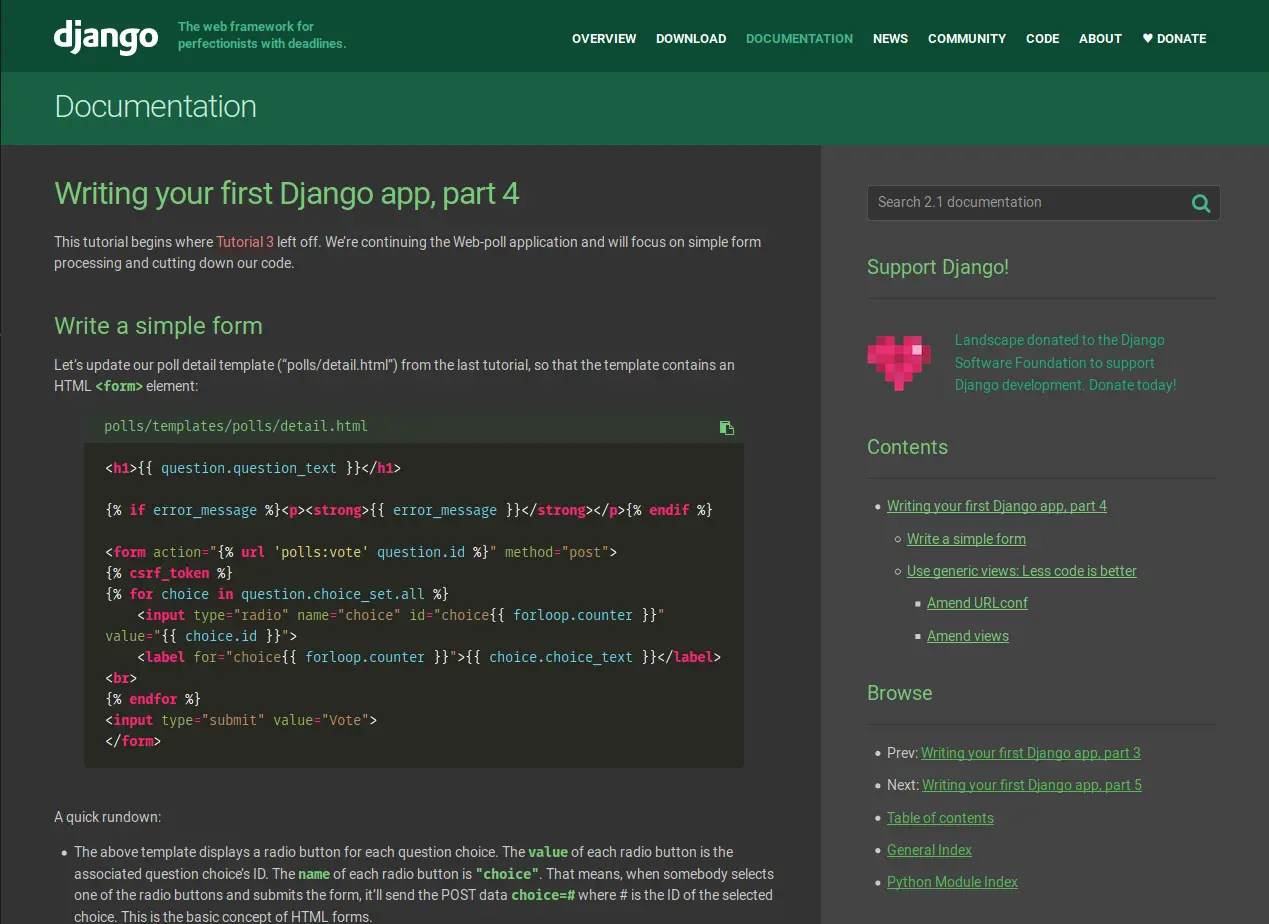 django
The web framework for
perfectionists with deadlines.
OVERVIEW DOWNLOAD DOCUMENTATION NEWS COMMUNITY CODE ABOUT ♥ DONATE
Documentation
Writing your first Django app, part 4
This tutorial begins where Tutorial 3 left off. We’re continuing the Web-poll application and will focus on simple form
processing and cutting down our code.
Write a simple form
Let’s update our poll detail template (“polls/detail.html”) from the last tutorial, so that the template contains an
HTML <form> element:
polls/templates/polls/detail.html
<h1>{{ question.question_text }}</h1>
{% if error_message %}<p><strong>{{ error_message }}</strong></p>{% endif %}
<form action="{% url 'polls:vote' question.id %}" method="post">
{% csrf_token %}
{% for choice in question.choice_set.all %}
    <input type="radio" name="choice" id="choice{{ forloop.counter }}"
value="{{ choice.id }}">
    <label for="choice{{ forloop.counter }}">{{ choice.choice_text }}</label>
<br>
{% endfor %}
<input type="submit" value="Vote">
</form>
A quick rundown:
• The above template displays a radio button for each question choice. The value of each radio button is the
associated question choice’s ID. The name of each radio button is "choice". That means, when somebody selects
one of the radio buttons and submits the form, it’ll send the POST data choice=# where # is the ID of the selected
choice. This is the basic concept of HTML forms.
Search 2.1 documentation
Support Django!
Landscape donated to the Django
Software Foundation to support
Django development. Donate today!
Contents
• Writing your first Django app, part 4
◦ Write a simple form
◦ Use generic views: Less code is better
▪ Amend URLconf
▪ Amend views
Browse
• Prev: Writing your first Django app, part 3
• Next: Writing your first Django app, part 5
• Table of contents
• General Index
• Python Module Index